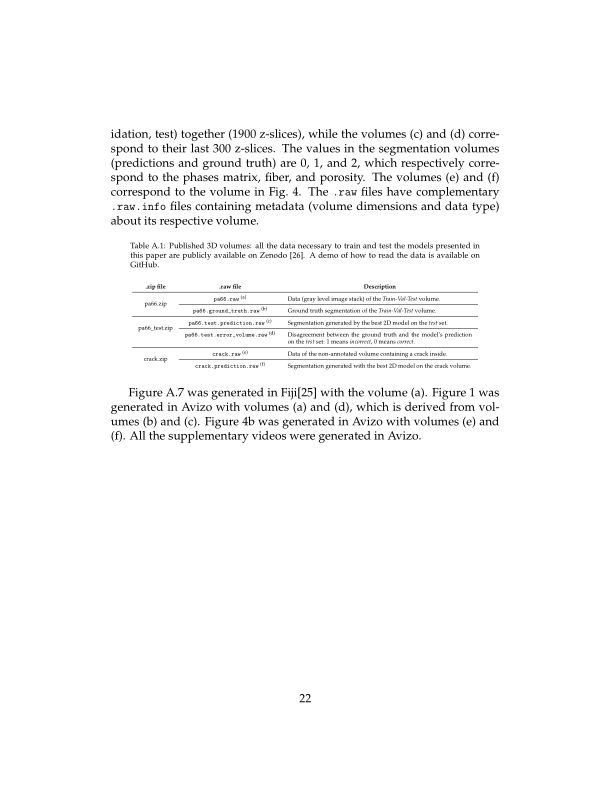 idation, test) together (1900 z-slices), while the volumes (c) and (d) corre-
spond to their last 300 z-slices. The values in the segmentation volumes
(predictions and ground truth) are 0, 1, and 2, which respectively corre-
spond to the phases matrix, fiber, and porosity. The volumes (e) and (f)
correspond to the volume in Fig. 4. The .raw files have complementary
.raw.info files containing metadata (volume dimensions and data type)
about its respective volume.
Table A.1: Published 3D volumes: all the data necessary to train and test the models presented in
this paper are publicly available on Zenodo [26]. A demo of how to read the data is available on
GitHub.
.zip file .raw file Description
pa66.zip
pa66.raw (a) Data (gray level image stack) of the Train-Val-Test volume.
pa66.ground_truth.raw (b) Ground truth segmentation of the Train-Val-Test volume.
pa66_test.zip
pa66.test.prediction.raw (c) Segmentation generated by the best 2D model on the test set.
pa66.test.error_volume.raw (d) Disagreement between the ground truth and the model's prediction
on the test set: 1 means incorrect, 0 means correct.
crack.zip
crack.raw (e) Data of the non-annotated volume containing a crack inside.
crack.prediction.raw (f) Segmentation generated with the best 2D model on the crack volume.
Figure A.7 was generated in Fiji[25] with the volume (a). Figure 1 was
generated in Avizo with volumes (a) and (d), which is derived from vol-
umes (b) and (c). Figure 4b was generated in Avizo with volumes (e) and
(f). All the supplementary videos were generated in Avizo.
22